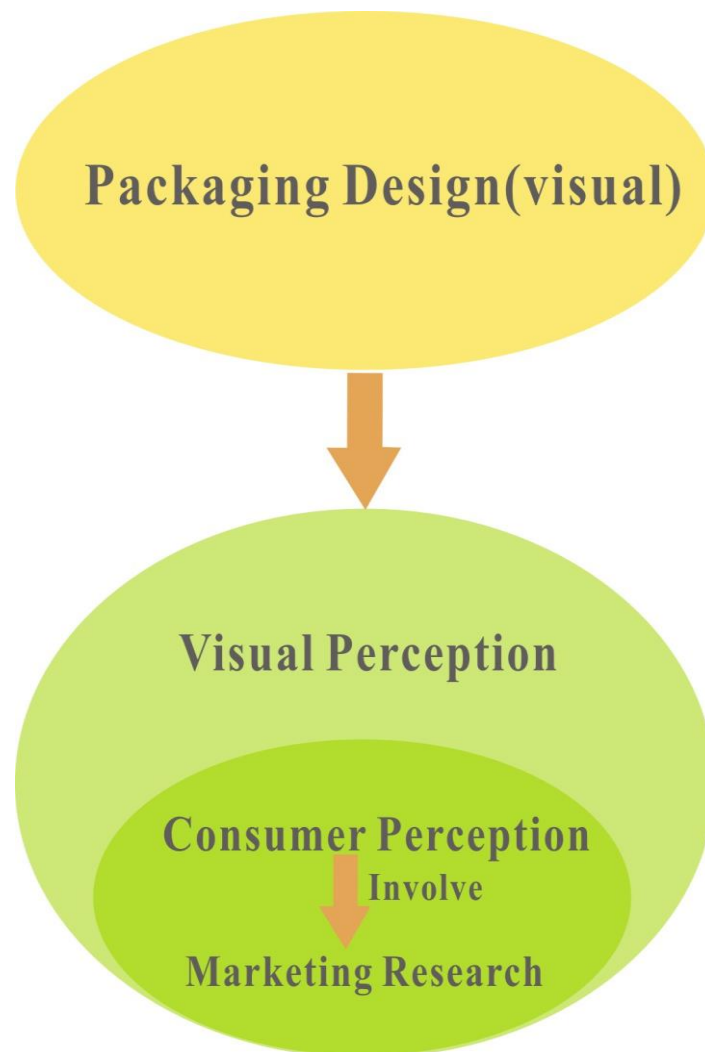 Packaging Design(visual)
Visual Perception
Consumer Perception
Involve
Marketing Research